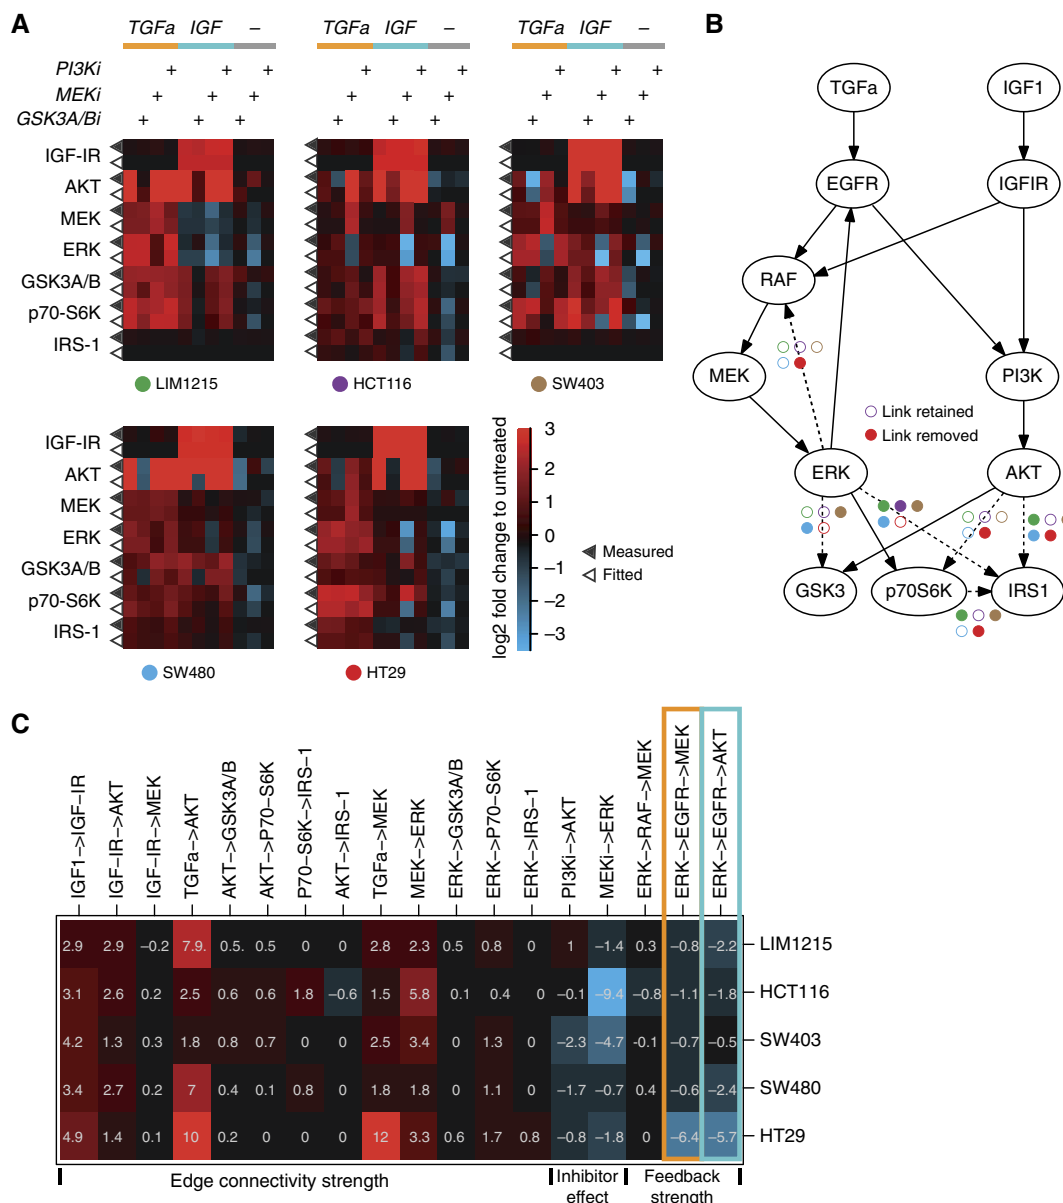 A
TGFa IGF –
TGFa IGF –
TGFa IGF –
PI3Ki + + + + + + + + +
MEKi + + + + + + + + +
GSK3A/Bi + + + + + + + + +
IGF-IR
AKT
MEK
ERK
GSK3A/B
p70-S6K
IRS-1
LIM1215
HCT116
SW403
IGF-IR
AKT
MEK
ERK
GSK3A/B
p70-S6K
IRS-1
SW480
HT29
log2 fold change to untreated
3
2
1
0
−1
−2
−3
Measured
Fitted
B
TGFa
IGF1
EGFR
IGFIR
RAF
MEK
PI3K
Link retained
Link removed
ERK
AKT
GSK3
p70S6K
IRS1
C
IGF1−>IGF−IR
IGF−IR−>AKT
IGF−IR−>MEK
TGFa−>AKT
AKT−>GSK3A/B
AKT−>P70−S6K
P70−S6K−>IRS−1
AKT−>IRS−1
TGFa−>MEK
MEK−>ERK
ERK−>GSK3A/B
ERK−>P70−S6K
ERK−>IRS−1
PI3Ki−>AKT
MEKi−>ERK
ERK−>RAF−>MEK
ERK−>EGFR−>MEK
ERK−>EGFR−>AKT
2.9 2.9 −0.2 7.9. 0.5. 0.5 0 0 2.8 2.3 0.5 0.8 0 1 −1.4 0.3 −0.8 −2.2 LIM1215
3.1 2.6 0.2 2.5 0.6 0.6 1.8 −0.6 1.5 5.8 0.1 0.4 0 −0.1 −9.4 −0.8 −1.1 −1.8 HCT116
4.2 1.3 0.3 1.8 0.8 0.7 0 0 2.5 3.4 0 1.3 0 −2.3 −4.7 -0.1 −0.7 −0.5 SW403
3.4 2.7 0.2 7 0.4 0.1 0.8 0 1.8 1.8 0 1.1 0 −1.7 −0.7 0.4 −0.6 −2.4 SW480
4.9 1.4 0.1 10 0.2 0 0 0 12 3.3 0.6 1.7 0.8 −0.8 −1.8 0 −6.4 −5.7 HT29
Edge connectivity strength
Inhibitor effect
Feedback strength